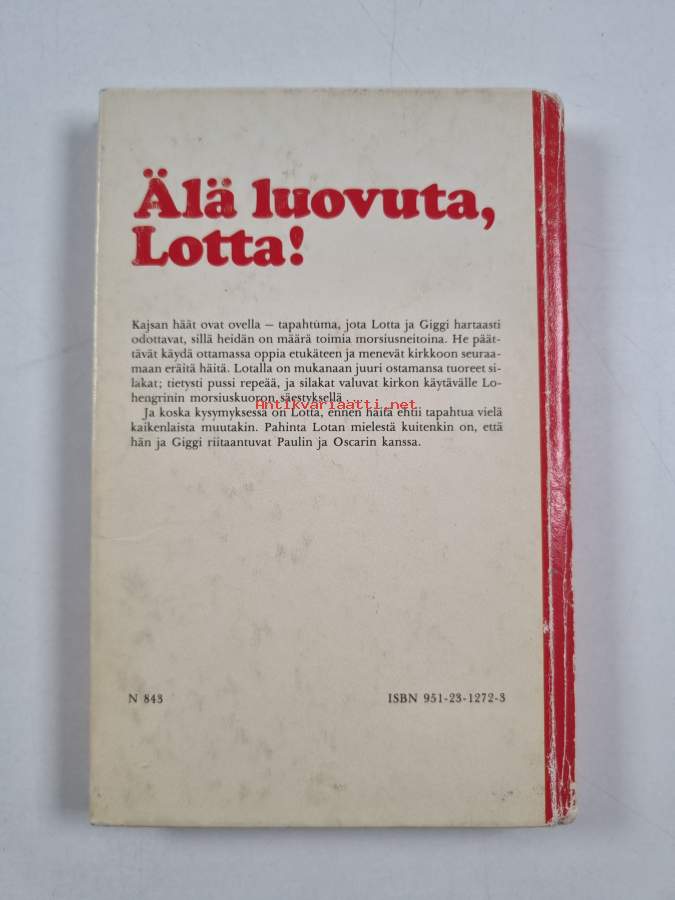 Älä luovuta,
Lotta!
Kajsan häät ovat ovella — tapahtuma, jota Lotta ja Giggi hartaasti
odottavat, sillä heidän on määrä toimia morsiusneitoina. He päät-
tävät käydä ottamassa oppia etukäteen ja menevät kirkkoon seuraa-
maan eräitä häitä. Lotalla on mukanaan juuri ostamansa tuoreet si-
lakat; tietysti pussi repeää, ja silakat valuvat kirkon käytävälle Lo-
hengrinin morsiuskuoron säestyksellä
Antikvariaatti.net
Ja koska kysymyksessä on Lotta, ennen häitä ehtii tapahtua vielä
kaikenlaista muutakin. Pahinta Lotan mielestä kuitenkin on, että
hän ja Giggi riitaantuvat Paulin ja Oscarin kanssa.
N 843
ISBN 951-23-1272-3